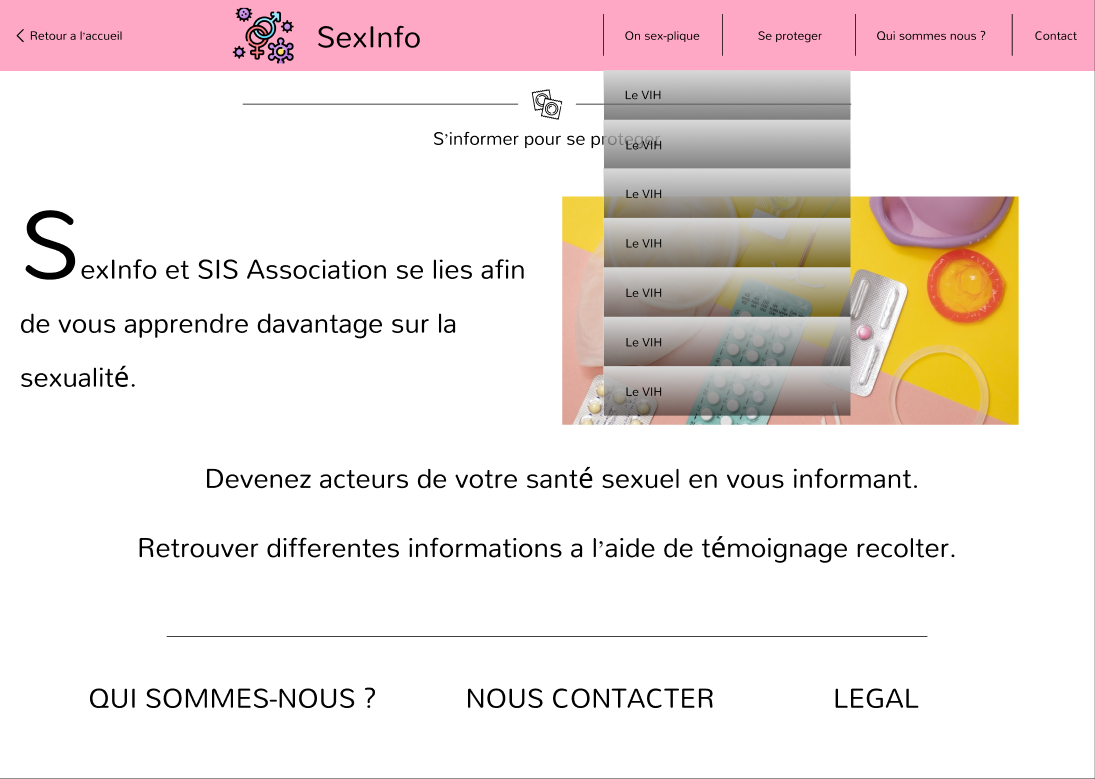 Retour a l'accueil
SexInfo
On sex-plique
Se proteger
Qui sommes nous ?
Contact
Le VIH
S'informer pour se proteger
Le VIH
Le VIH
Le VIH
Le VIH
Le VIH
Le VIH
SexInfo et SIS Association se lies afin
de vous apprendre davantage sur la
sexualité.
Devenez acteurs de votre santé sexuel en vous informant.
Retrouver differentes informations a l'aide de témoignage recolter.
QUI SOMMES-NOUS ?
NOUS CONTACTER
LEGAL